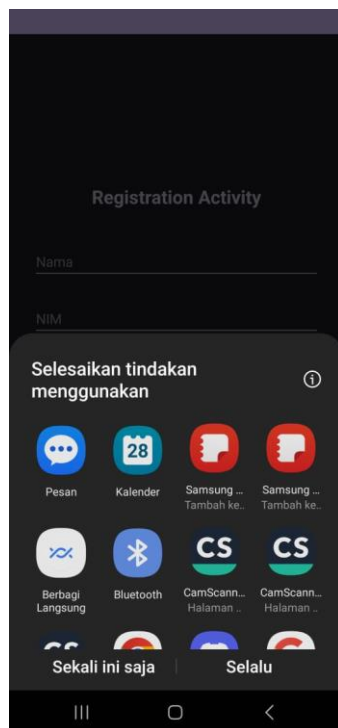 Registration Activity
Nama
NIM
Selesaikan tindakan
menggunakan
28
Pesan
Kalender
Samsung ...
Tambah ke..
Samsung ...
Tambah ke..
CS
CS
Berbagi
Langsung
Bluetooth
CamScann...
Halaman ..
CamScann...
Halaman ..
Sekali ini saja
Selalu